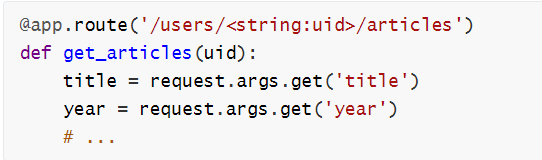 @app.route('/users/<string:uid>/articles')
def get_articles(uid):
    title = request.args.get('title')
    year = request.args.get('year')
    # ...